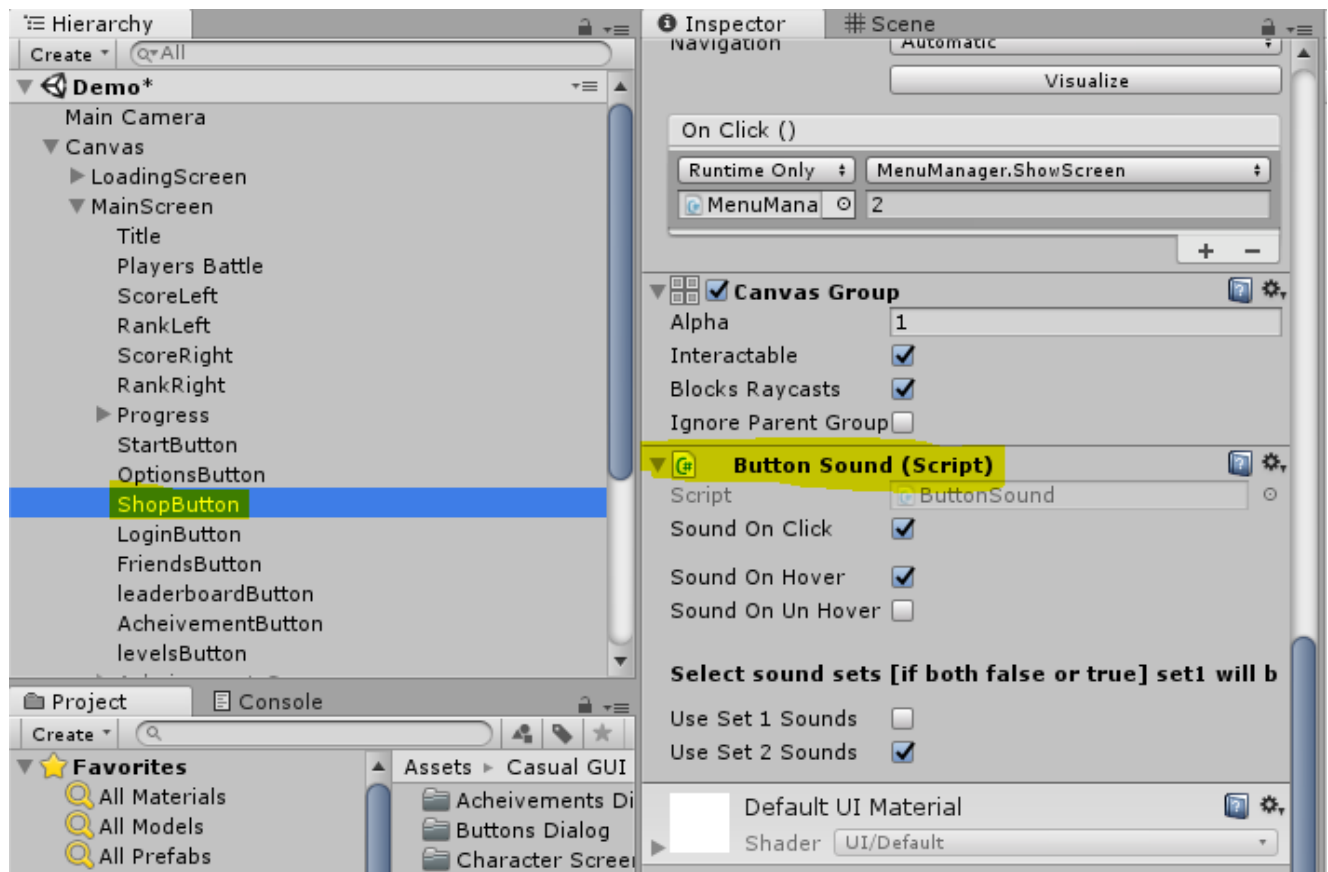 Hierarchy
Create
All
Demo*
Main Camera
Canvas
LoadingScreen
MainScreen
Title
Players Battle
ScoreLeft
RankLeft
ScoreRight
RankRight
Progress
StartButton
OptionsButton
ShopButton
LoginButton
FriendsButton
leaderboardButton
AcheivementButton
levelsButton
Project
Console
Create
Favorites
All Materials
All Models
All Prefabs
Assets Casual GUI
Acheivements Di
Buttons Dialog
Character Screen
Inspector
Scene
Navigation Automatic
Visualize
On Click ()
Runtime Only MenuManager.ShowScreen
MenuMana 2
Canvas Group
Alpha 1
Interactable
Blocks Raycasts
Ignore Parent Group
Button Sound (Script)
Script ButtonSound
Sound On Click
Sound On Hover
Sound On Un Hover
Select sound sets [if both false or true] set1 will b
Use Set 1 Sounds
Use Set 2 Sounds
Default UI Material
Shader UI/Default